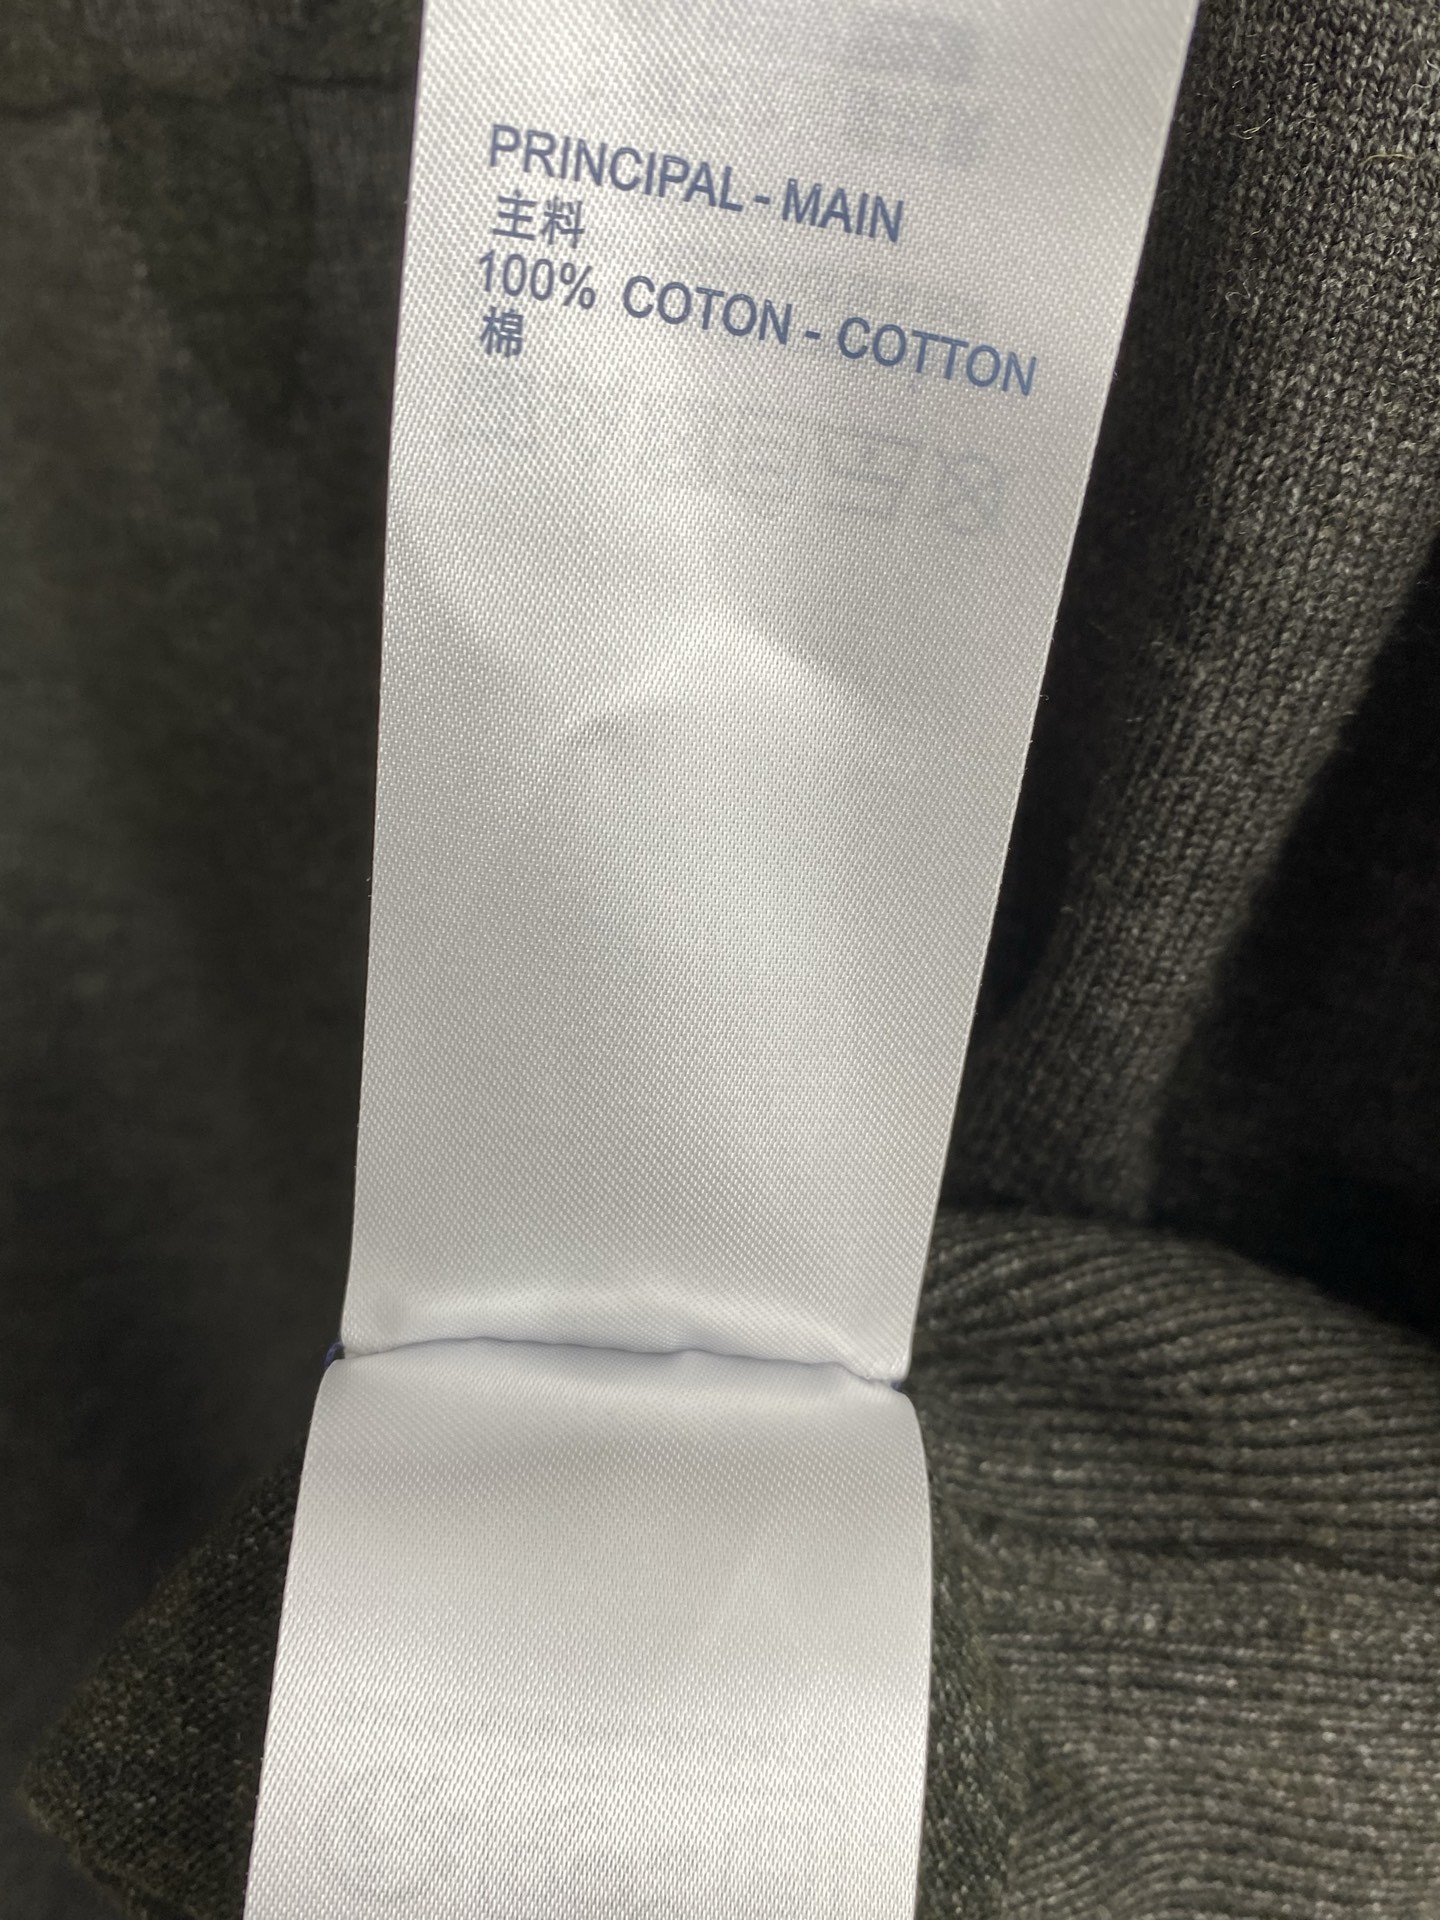 PRINCIPAL - MAIN
主料
100% COTON - COTTON
棉